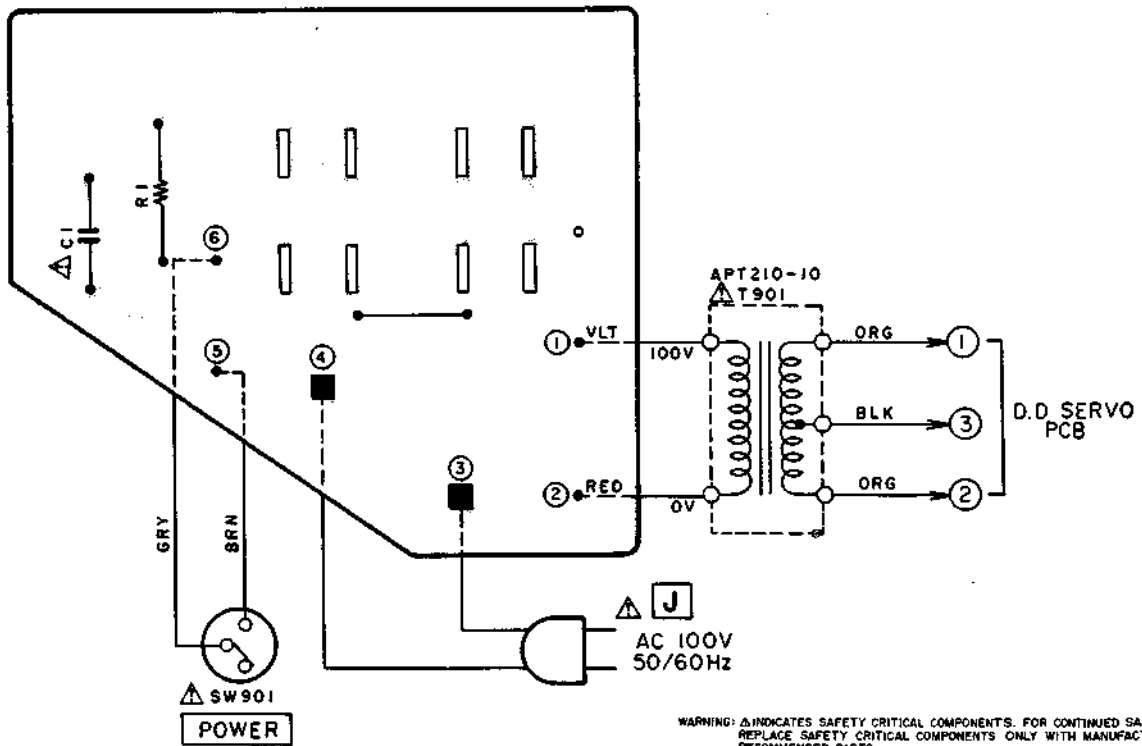 R1
⚠ C1
⑥
⑤
④
③
① VLT
100V
② RED
0V
APT210-10
⚠ T901
ORG ①
BLK ③
ORG ②
D.D SERVO
PCB
GRY
BRN
⚠ SW901
POWER
⚠ J
AC 100V
50/60Hz
WARNING: ⚠ INDICATES SAFETY CRITICAL COMPONENTS. FOR CONTINUED SA
REPLACE SAFETY CRITICAL COMPONENTS ONLY WITH MANUFAC